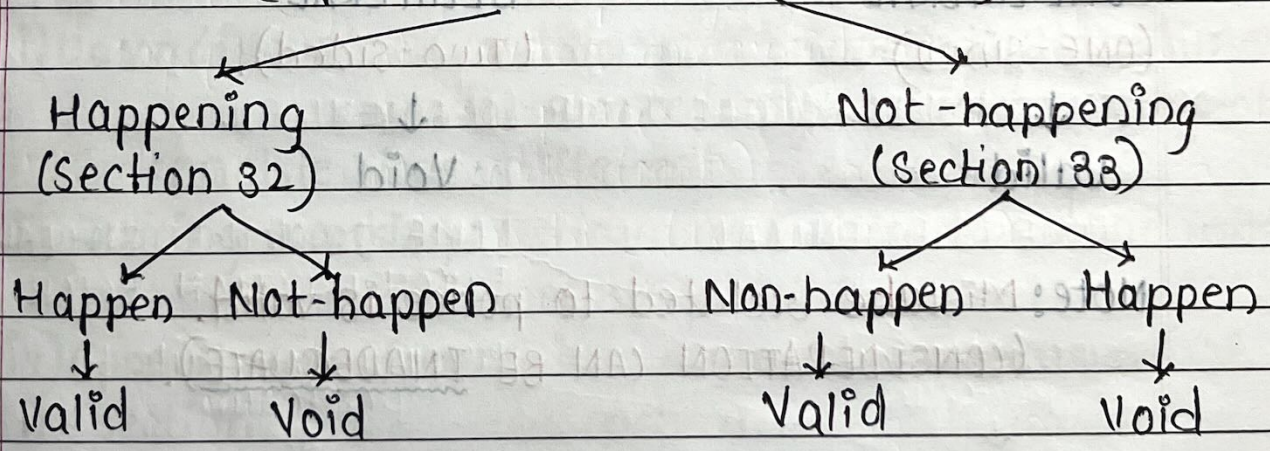 Happening Not-happening
(Section 32) (Section 33)
Happen Not-happen Non-happen Happen
Valid Void Valid Void